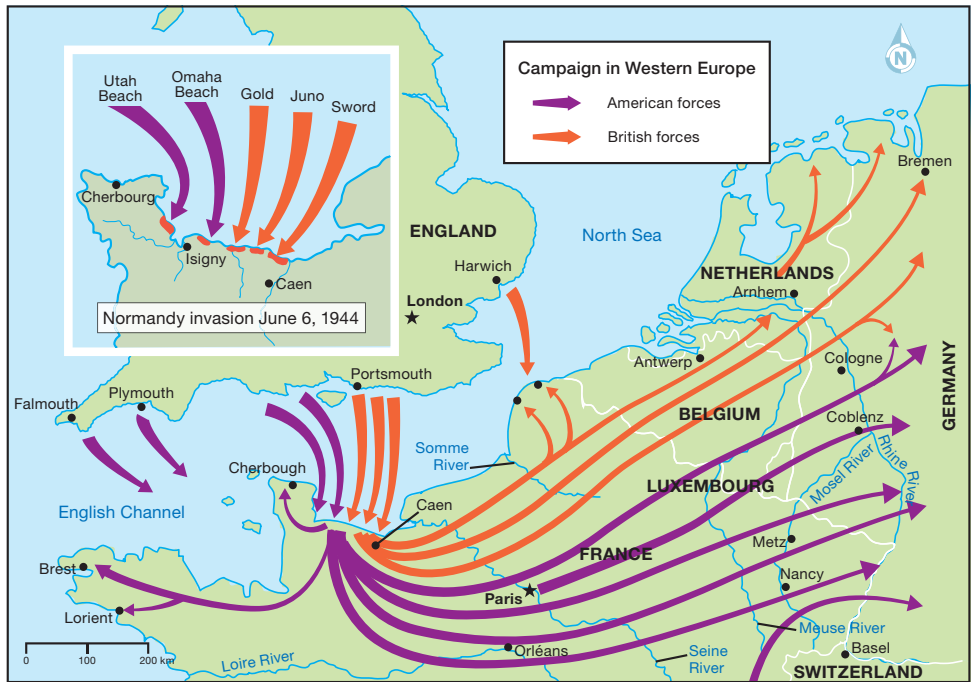 Utah
Beach
Omaha
Beach
Gold
Juno
Sword
Cherbourg
Isigny
Caen
Normandy invasion June 6, 1944
Campaign in Western Europe
American forces
British forces
N
Bremen
ENGLAND
North Sea
Harwich
NETHERLANDS
Arnhem
London
Antwerp
Cologne
GERMANY
Portsmouth
Plymouth
Falmouth
BELGIUM
Coblenz
Somme
River
Mosel River
Rhine River
Cherbough
LUXEMBOURG
Caen
English Channel
FRANCE
Metz
Brest
Nancy
Paris
Lorient
Meuse River
Orléans
Seine
River
Basel
Loire River
SWITZERLAND
0 100 200 km